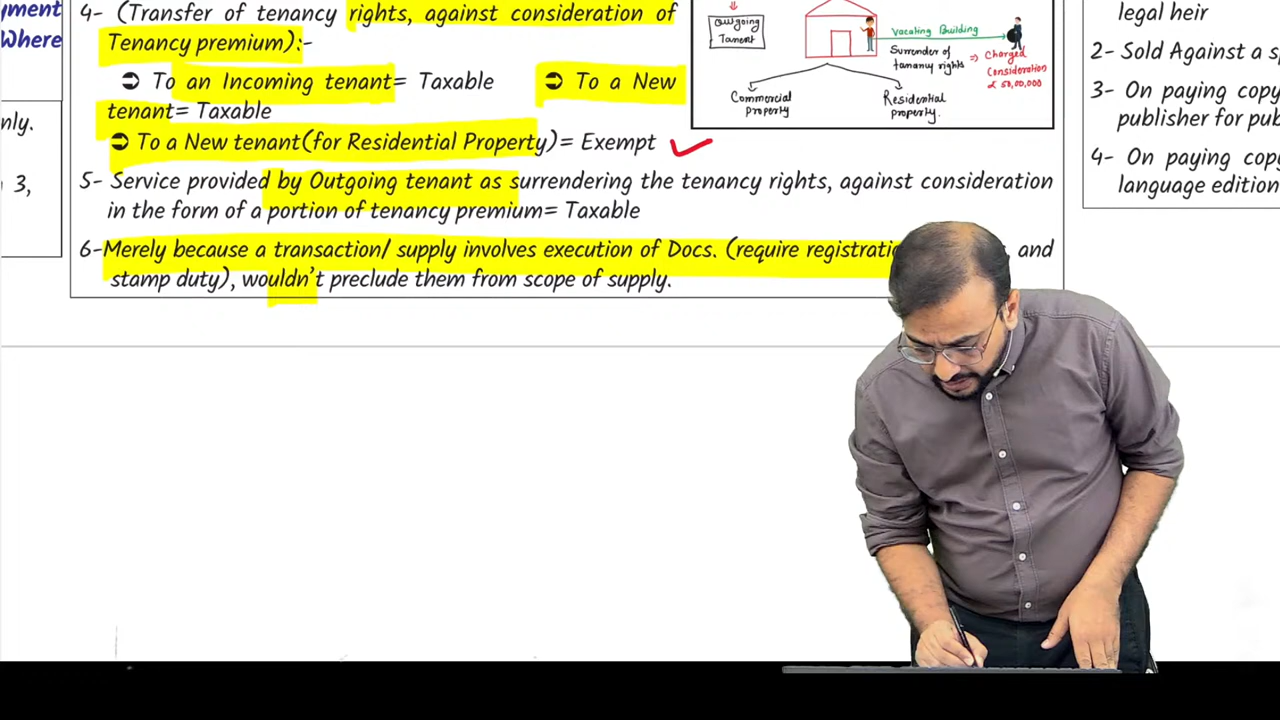 gment
Where
nly.
3,
4- (Transfer of tenancy rights, against consideration of
Tenancy premium):-
➲ To an Incoming tenant= Taxable ➲ To a New
tenant= Taxable
➲ To a New tenant(for Residential Property)= Exempt
5- Service provided by Outgoing tenant as surrendering the tenancy rights, against consideration
in the form of a portion of tenancy premium= Taxable
6-Merely because a transaction/ supply involves execution of Docs. (require registrati and
stamp duty), wouldn't preclude them from scope of supply.
Outgoing
Tanent
Vacating Building
Surrender of
tanancy rights ⇒ Charged
Consideration
50,00,000
Commercial
property
Residential
property.
legal heir
2- Sold Against a s
3- On paying copy
publisher for pub
4- On paying copy
language edition